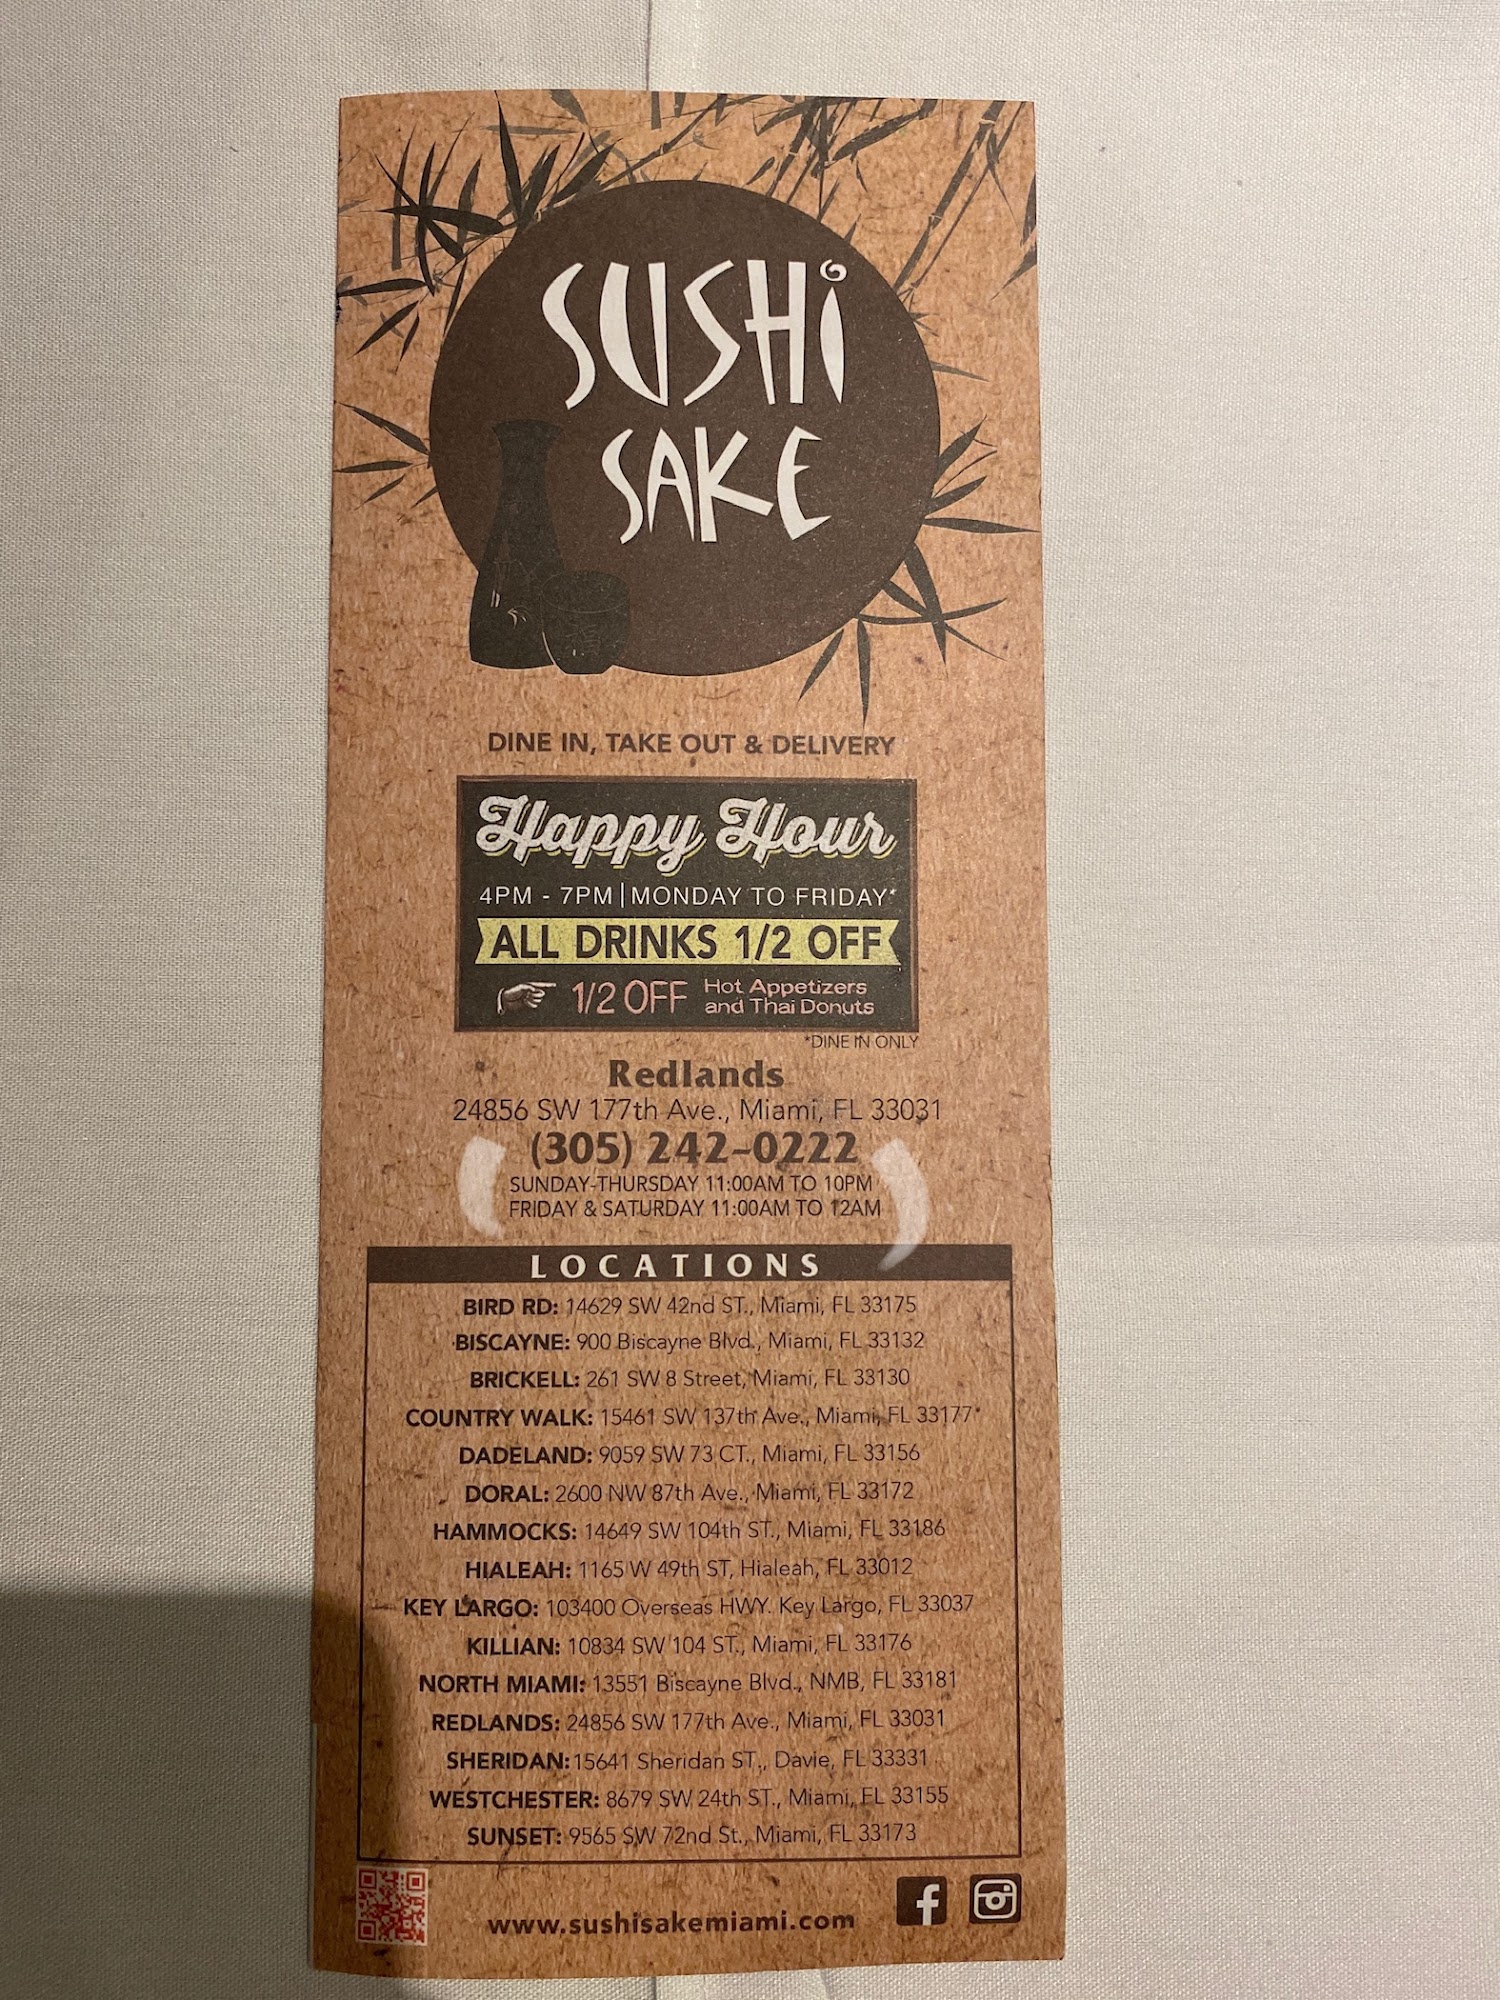 SUSHi
SAKE
DINE IN, TAKE OUT & DELIVERY
Happy Hour
4PM - 7PM | MONDAY TO FRIDAY*
ALL DRINKS 1/2 OFF
1/2 OFF Hot Appetizers
and Thai Donuts
*DINE IN ONLY
Redlands
24856 SW 177th Ave., Miami, FL 33031
(305) 242-0222
SUNDAY-THURSDAY 11:00AM TO 10PM
FRIDAY & SATURDAY 11:00AM TO 12AM
LOCATIONS
BIRD RD: 14629 SW 42nd ST., Miami, FL 33175
BISCAYNE: 900 Biscayne Blvd., Miami, FL 33132
BRICKELL: 261 SW 8 Street, Miami, FL 33130
COUNTRY WALK: 15461 SW 137th Ave., Miami, FL 33177
DADELAND: 9059 SW 73 CT., Miami, FL 33156
DORAL: 2600 NW 87th Ave., Miami, FL 33172
HAMMOCKS: 14649 SW 104th ST., Miami, FL 33186
HIALEAH: 1165 W 49th ST, Hialeah, FL 33012
KEY LARGO: 103400 Overseas HWY. Key Largo, FL 33037
KILLIAN: 10834 SW 104 ST., Miami, FL 33176
NORTH MIAMI: 13551 Biscayne Blvd., NMB, FL 33181
REDLANDS: 24856 SW 177th Ave., Miami, FL 33031
SHERIDAN: 15641 Sheridan ST., Davie, FL 33331
WESTCHESTER: 8679 SW 24th ST., Miami, FL 33155
SUNSET: 9565 SW 72nd St., Miami, FL 33173
www.sushisakemiami.com